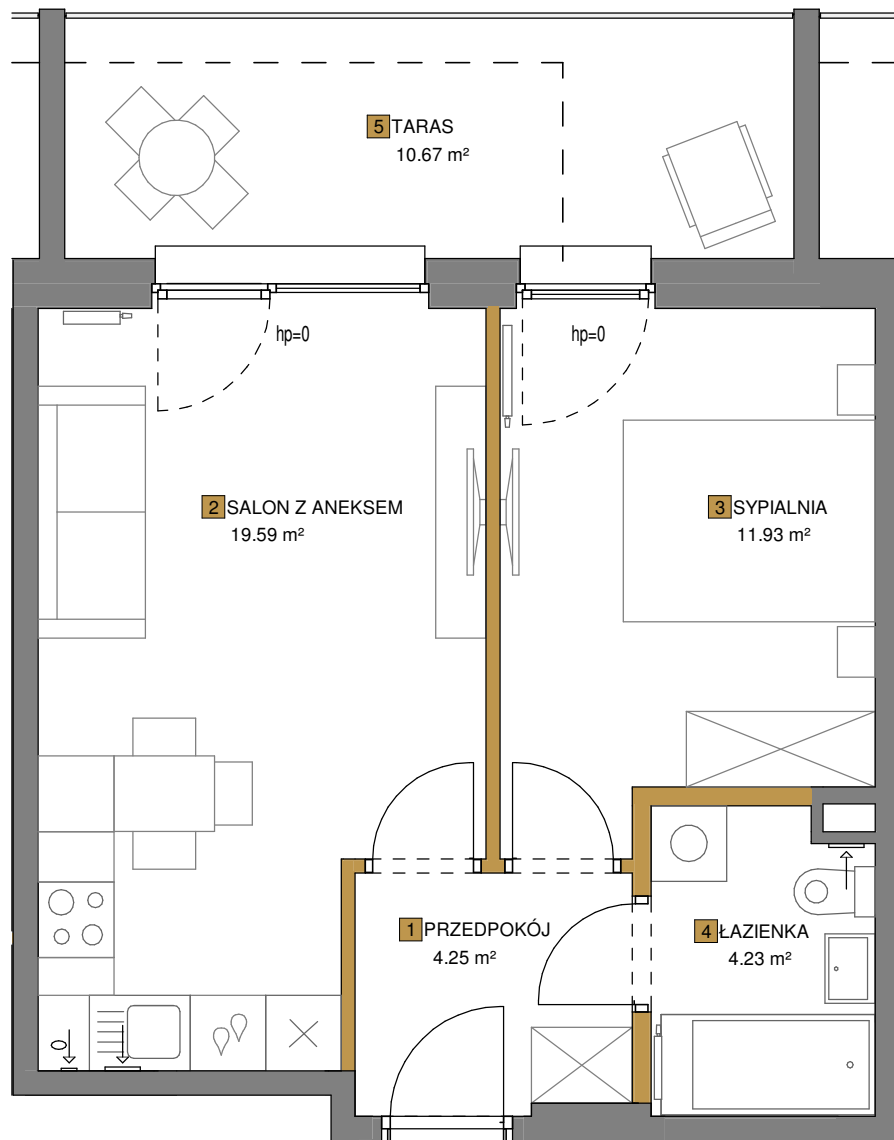 5 TARAS
10.67 m²
hp=0
hp=0
2 SALON Z ANEKSEM
19.59 m²
3 SYPIALNIA
11.93 m²
1 PRZEDPOKÓJ
4.25 m²
4 ŁAZIENKA
4.23 m²